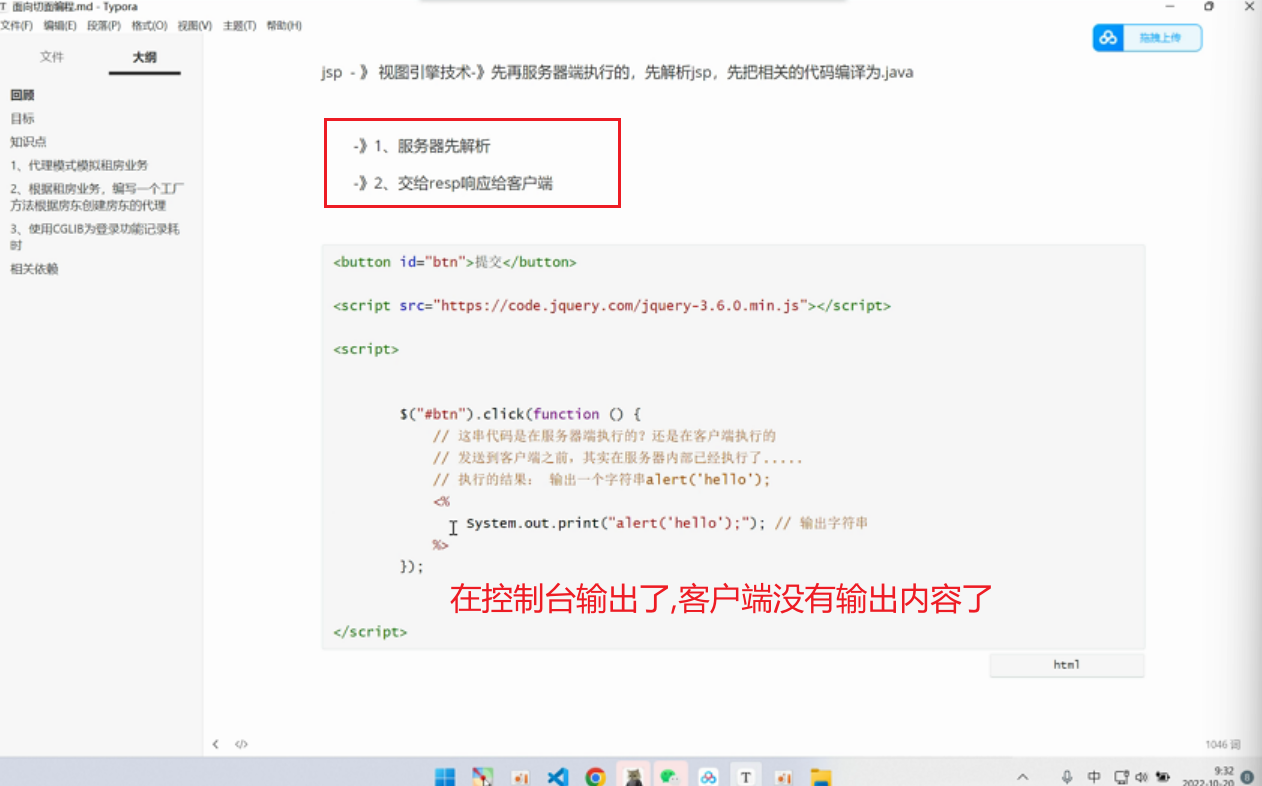 T 面向切面编程.md - Typora
文件(F) 编辑(E) 段落(P) 格式(O) 视图(V) 主题(T) 帮助(H)
拖拽上传
文件 大纲
回顾
目标
知识点
1、代理模式模拟租房业务
2、根据租房业务，编写一个工厂
方法根据房东创建房东的代理
3、使用CGLIB为登录功能记录耗
时
相关依赖
jsp -》 视图引擎技术-》先再服务器端执行的，先解析jsp，先把相关的代码编译为.java
-》1、服务器先解析
-》2、交给resp响应给客户端
<button id="btn">提交</button>
<script src="https://code.jquery.com/jquery-3.6.0.min.js"></script>
<script>
$("#btn").click(function () {
// 这串代码是在服务器端执行的？还是在客户端执行的
// 发送到客户端之前，其实在服务器内部已经执行了.....
// 执行的结果： 输出一个字符串alert('hello');
<%
System.out.print("alert('hello');"); // 输出字符串
%>
});
在控制台输出了,客户端没有输出内容了
</script>
html
1046 词
中
9:32
2022-10-20